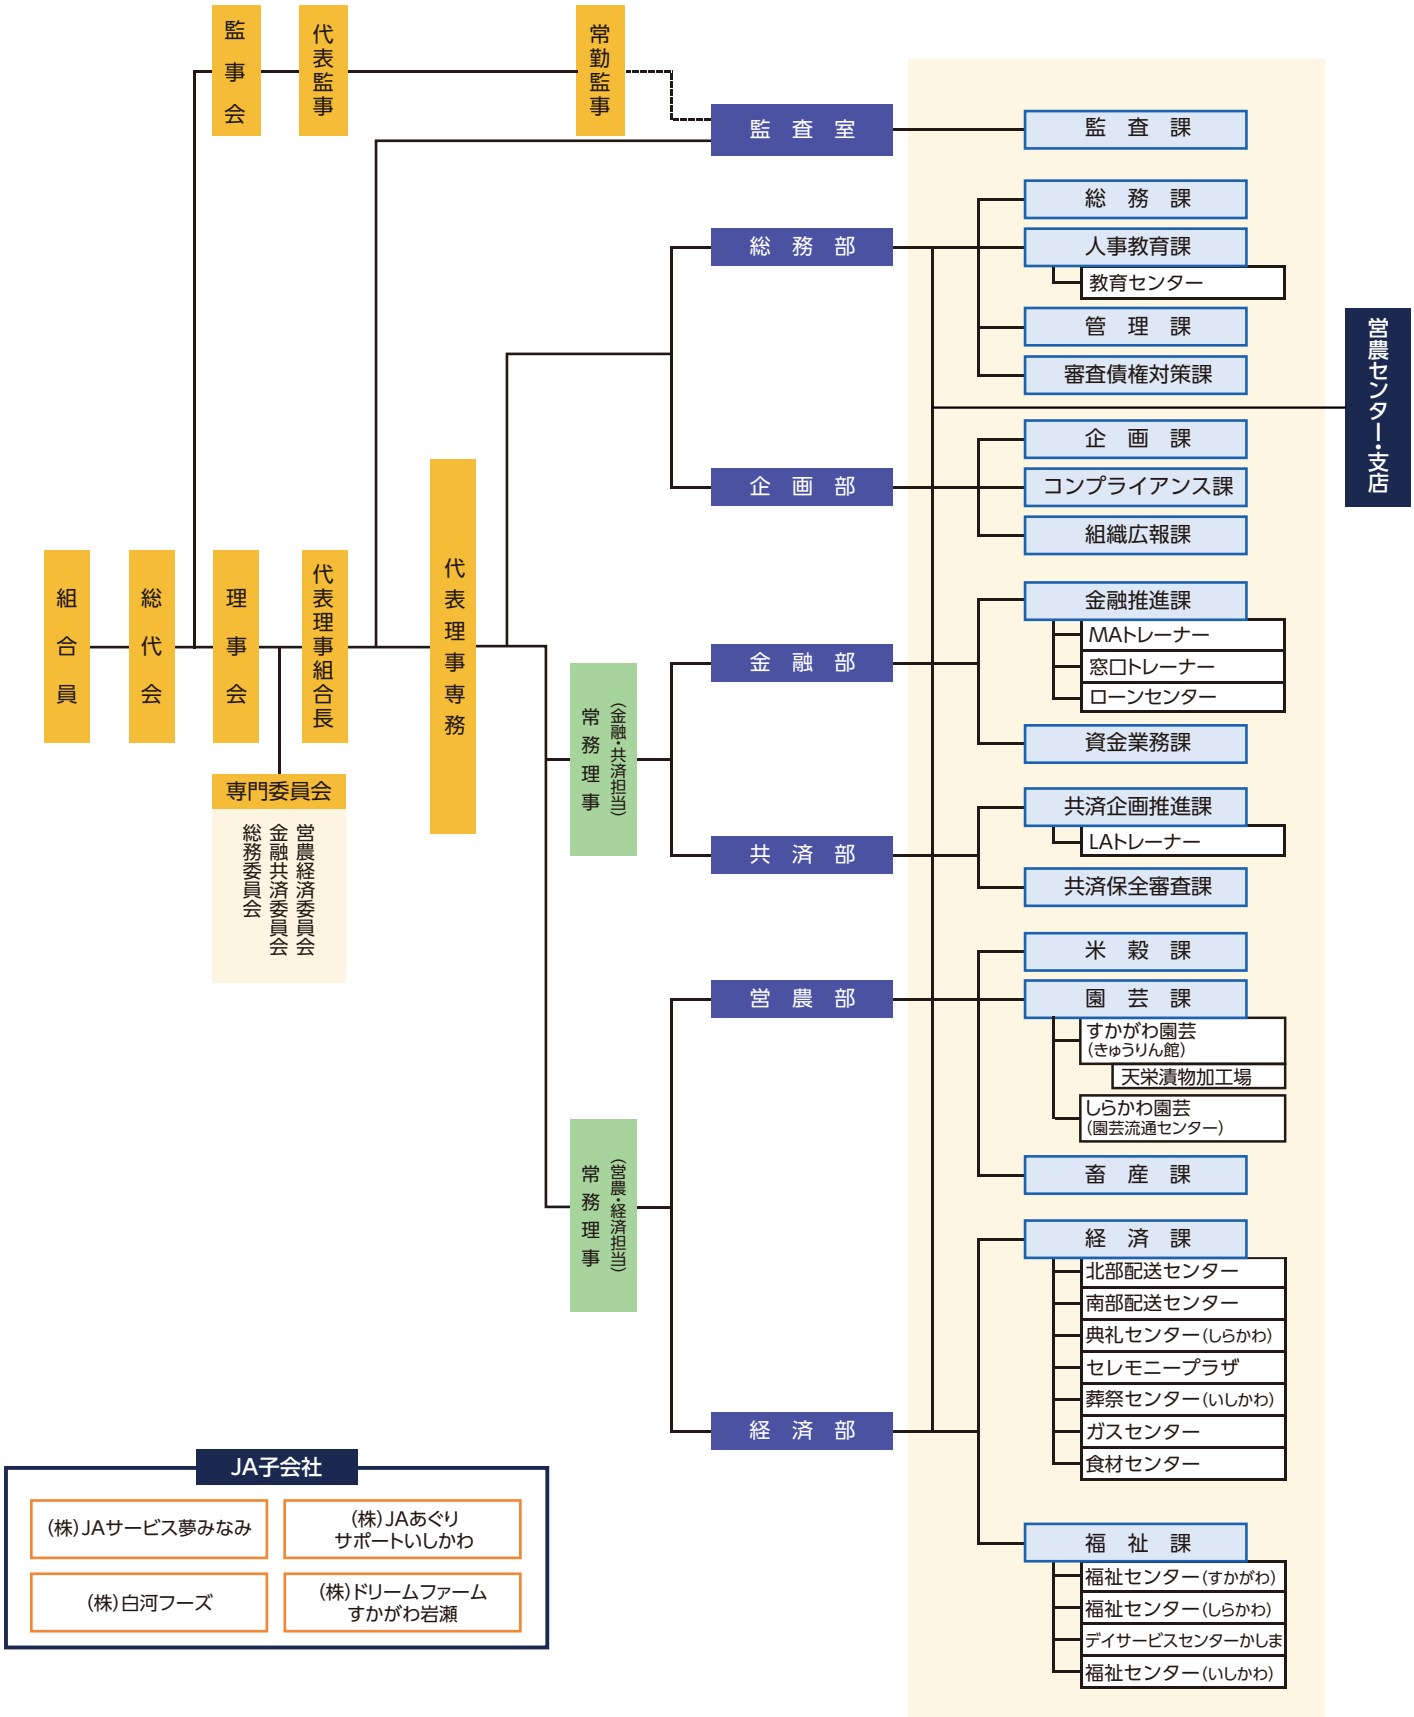 監事会
代表監事
常勤監事
組合員
総代会
理事会
代表理事組合長
専門委員会
営農経済委員会
金融共済委員会
総務委員会
代表理事専務
常務理事
(金融・共済担当)
常務理事
(営農・経済担当)
監査室
監査課
総務部
総務課
人事教育課
教育センター
管理課
審査債権対策課
企画部
企画課
コンプライアンス課
組織広報課
金融部
金融推進課
MAトレーナー
窓口トレーナー
ローンセンター
資金業務課
共済部
共済企画推進課
LAトレーナー
共済保全審査課
営農部
米穀課
園芸課
すかがわ園芸
(きゅうりん館)
天栄漬物加工場
しらかわ園芸
(園芸流通センター)
畜産課
経済部
経済課
北部配送センター
南部配送センター
典礼センター(しらかわ)
セレモニープラザ
葬祭センター(いしかわ)
ガスセンター
食材センター
福祉課
福祉センター(すかがわ)
福祉センター(しらかわ)
デイサービスセンターかしま
福祉センター(いしかわ)
営農センター・支店
JA子会社
(株)JAサービス夢みなみ
(株)JAあぐり
サポートいしかわ
(株)白河フーズ
(株)ドリームファーム
すかがわ岩瀬